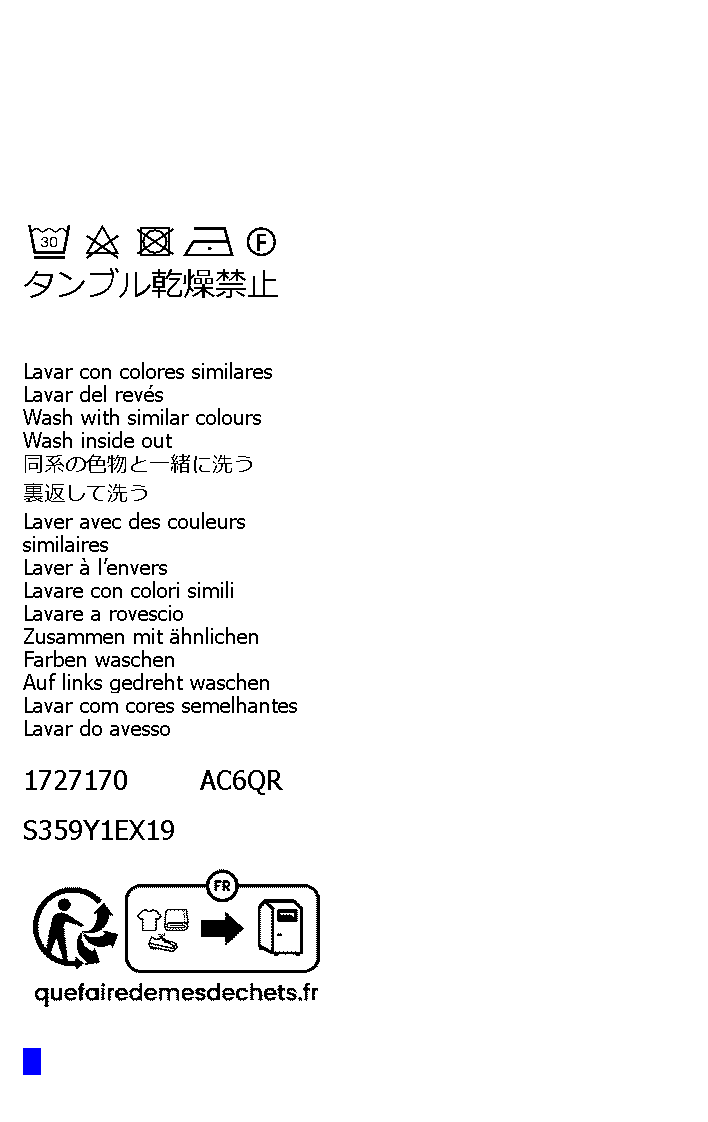 30 F
タンブル乾燥禁止
Lavar con colores similares
Lavar del revés
Wash with similar colours
Wash inside out
同系の色物と一緒に洗う
裏返して洗う
Laver avec des couleurs
similaires
Laver à l’envers
Lavare con colori simili
Lavare a rovescio
Zusammen mit ähnlichen
Farben waschen
Auf links gedreht waschen
Lavar com cores semelhantes
Lavar do avesso
1727170 AC6QR
S359Y1EX19
FR
quefairedemesdechets.fr